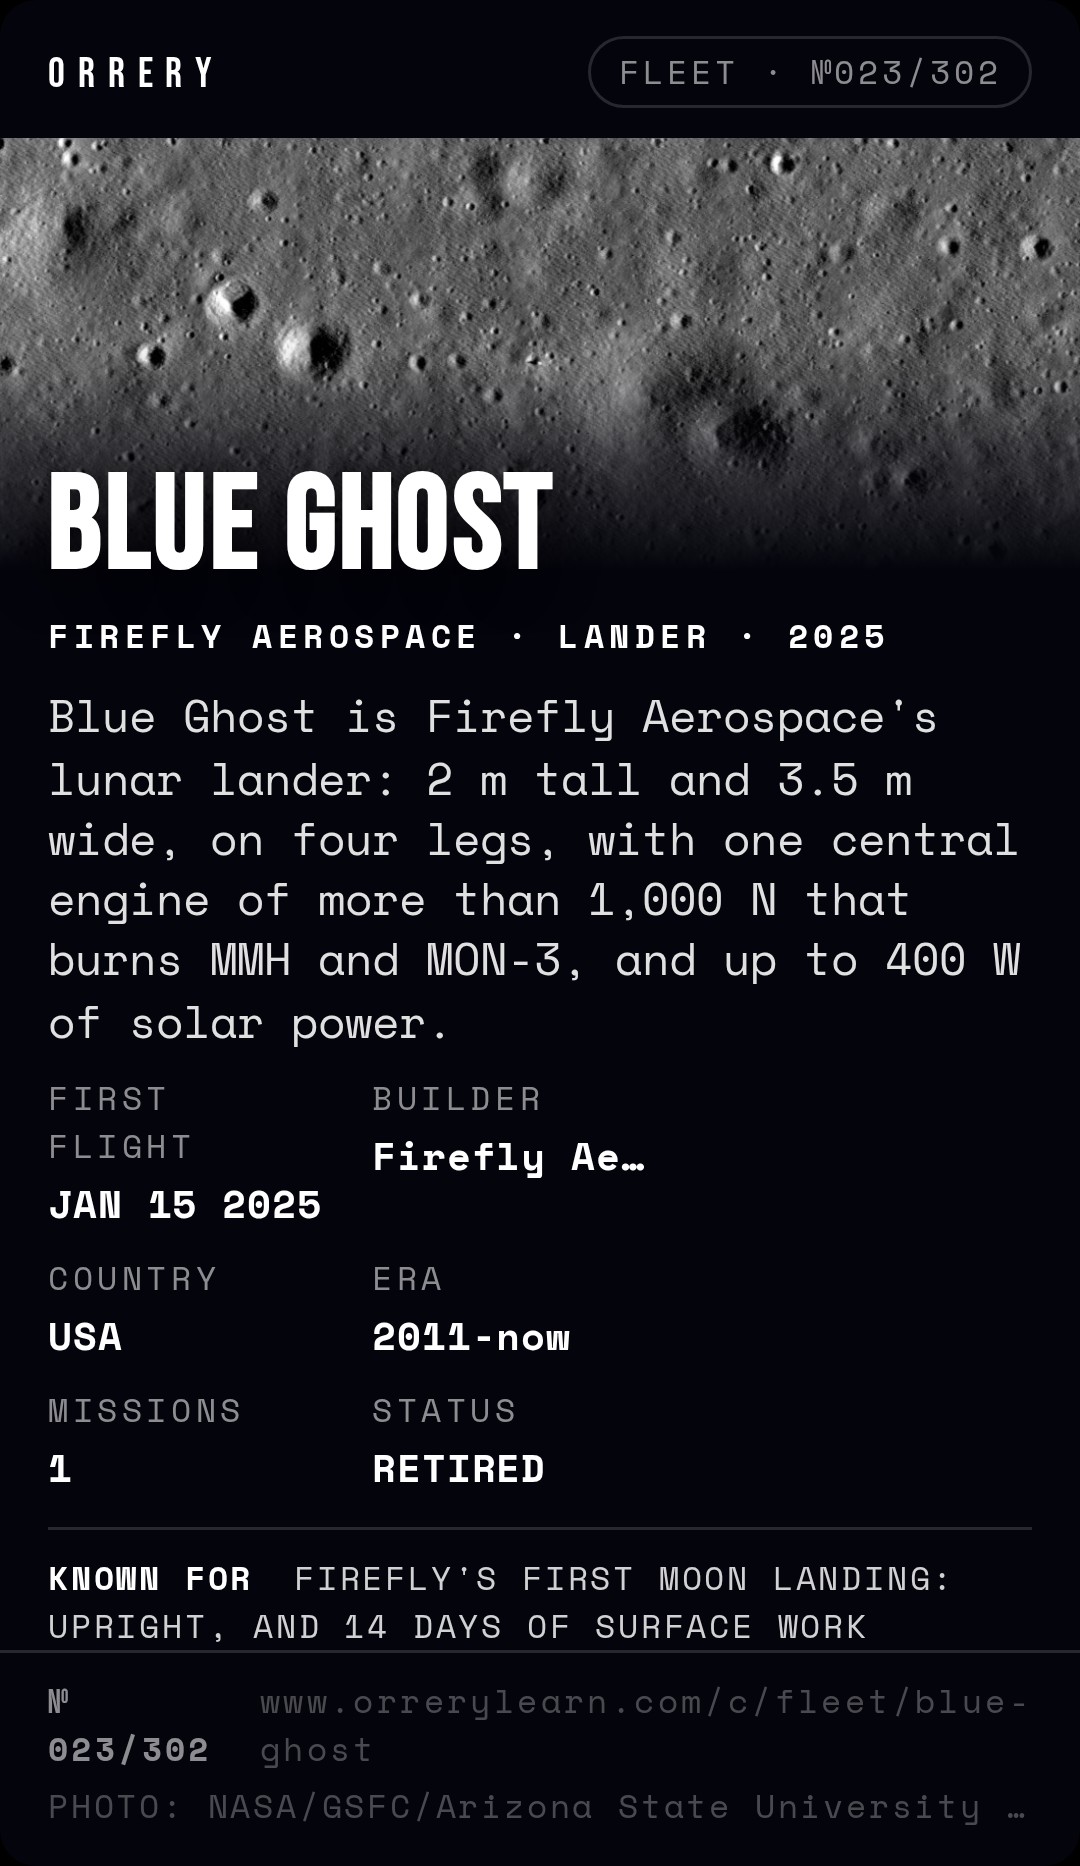 ORRERY
FLEET · №023/302
BLUE GHOST
FIREFLY AEROSPACE · LANDER · 2025
Blue Ghost is Firefly Aerospace's
lunar lander: 2 m tall and 3.5 m
wide, on four legs, with one central
engine of more than 1,000 N that
burns MMH and MON-3, and up to 400 W
of solar power.
FIRST
FLIGHT
JAN 15 2025
BUILDER
Firefly Ae…
COUNTRY
USA
ERA
2011-now
MISSIONS
1
STATUS
RETIRED
KNOWN FOR FIREFLY'S FIRST MOON LANDING:
UPRIGHT, AND 14 DAYS OF SURFACE WORK
№
023/302
www.orrerylearn.com/c/fleet/blue-
ghost
PHOTO: NASA/GSFC/Arizona State University …